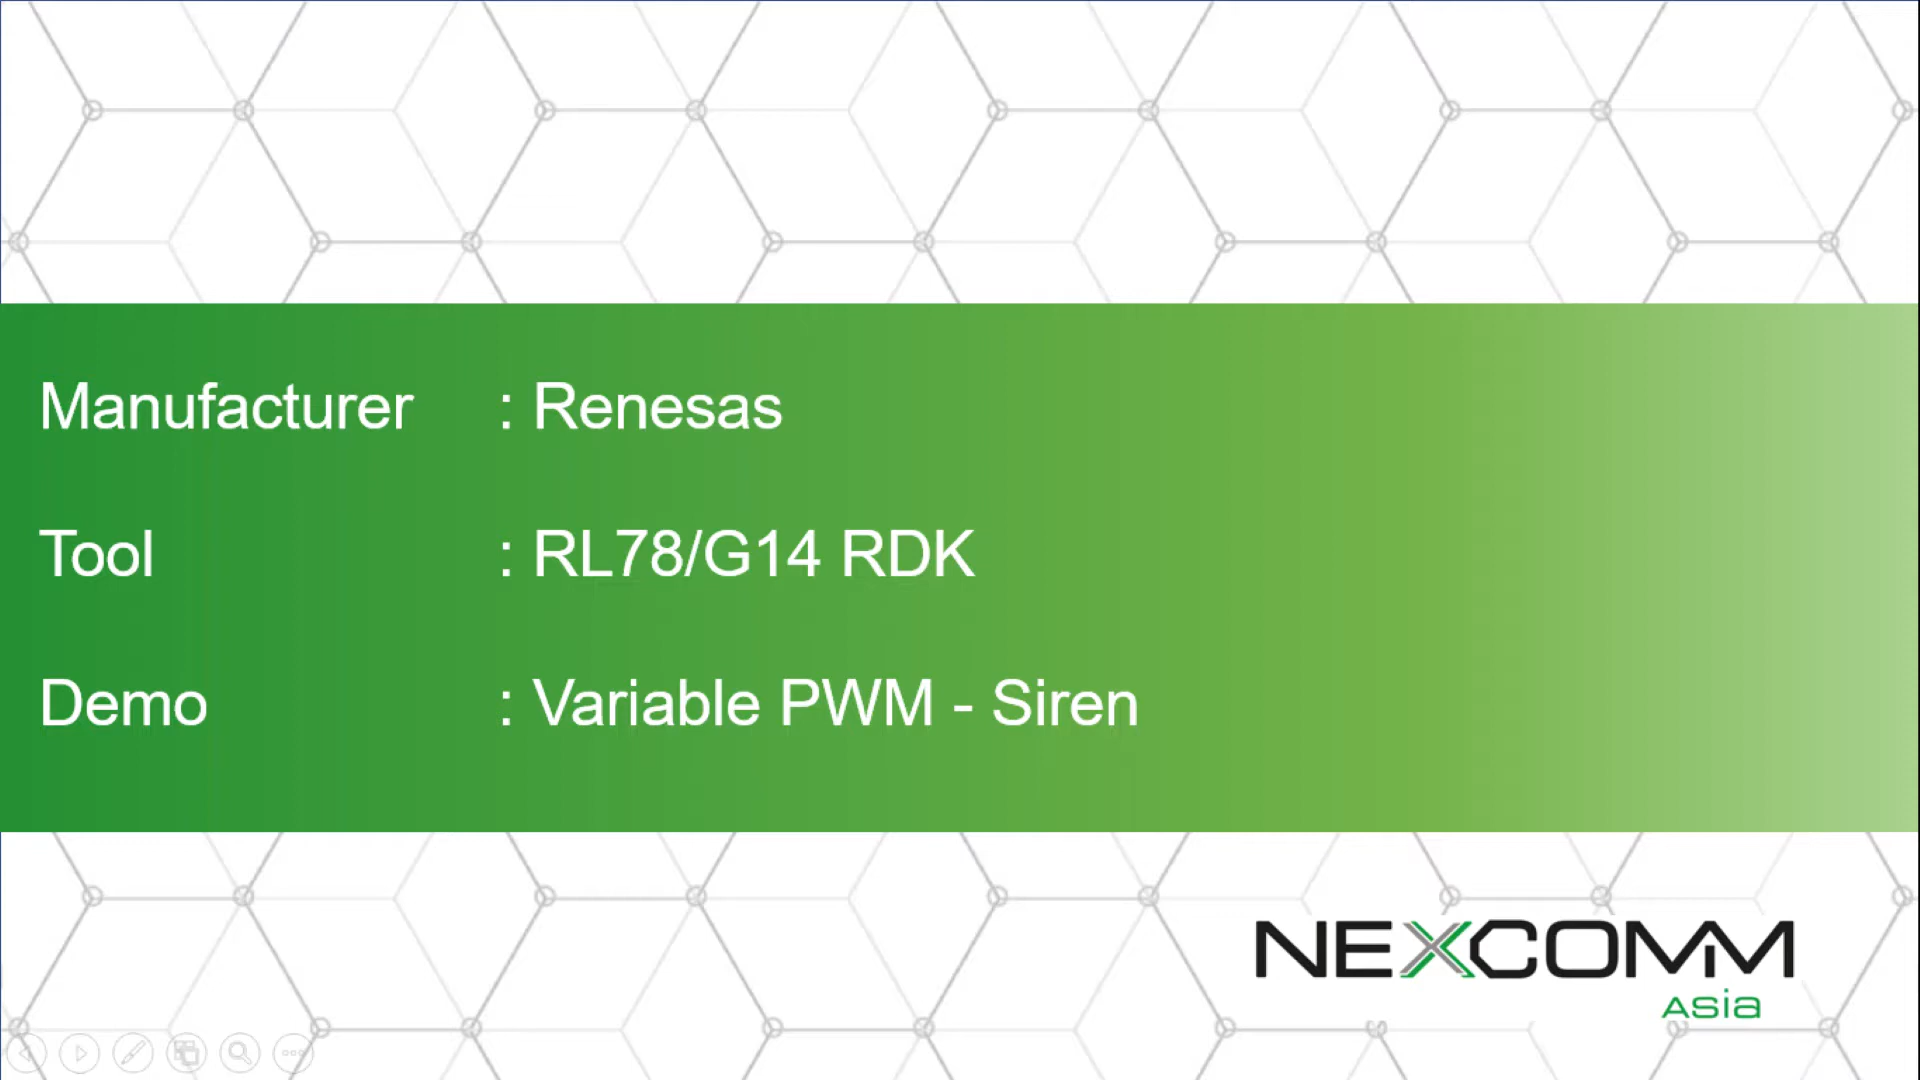 Manufacturer : Renesas
Tool : RL78/G14 RDK
Demo : Variable PWM - Siren
NEXCOMM
Asia